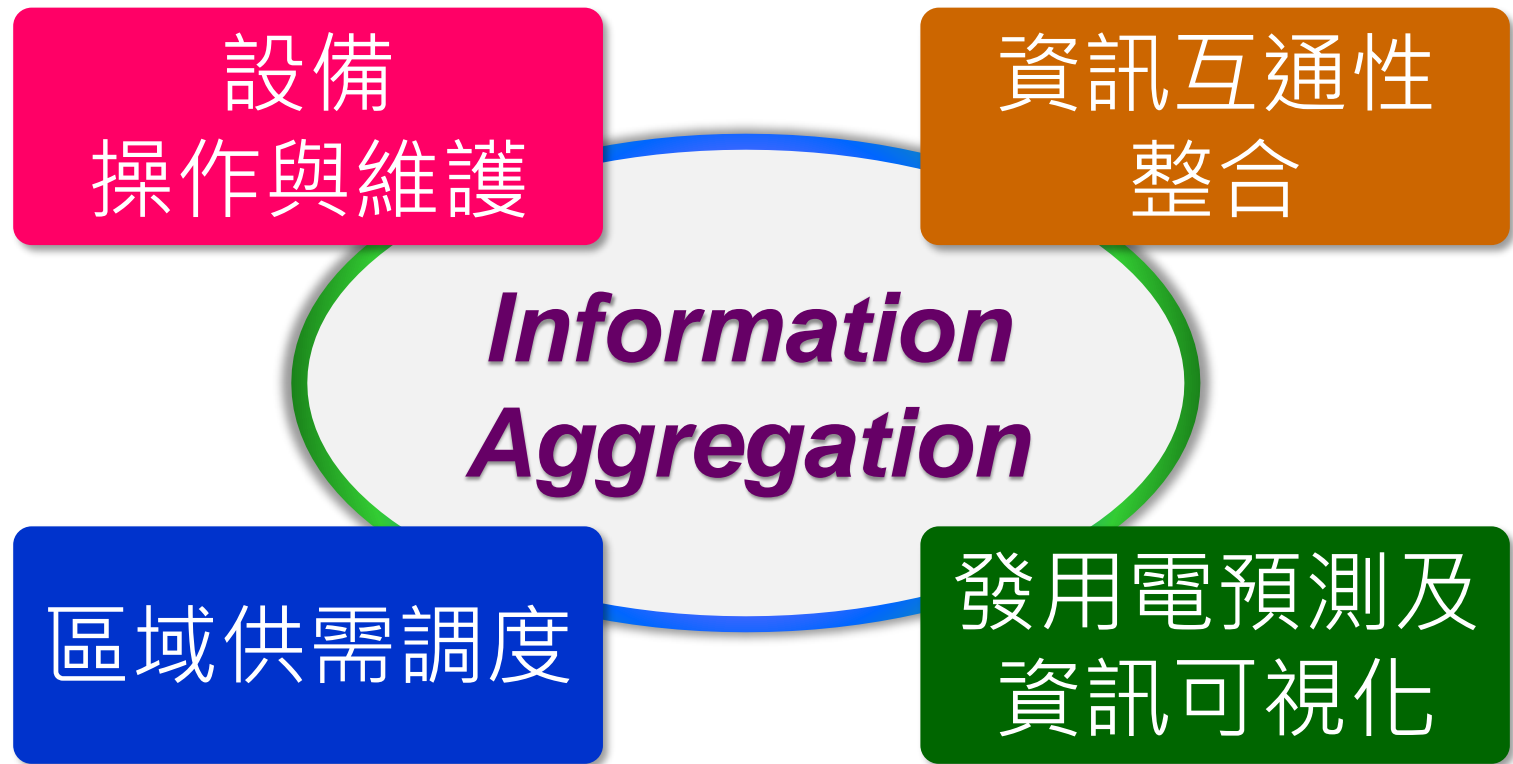 設備
操作與維護
資訊互通性
整合
Information
Aggregation
區域供需調度
發用電預測及
資訊可視化